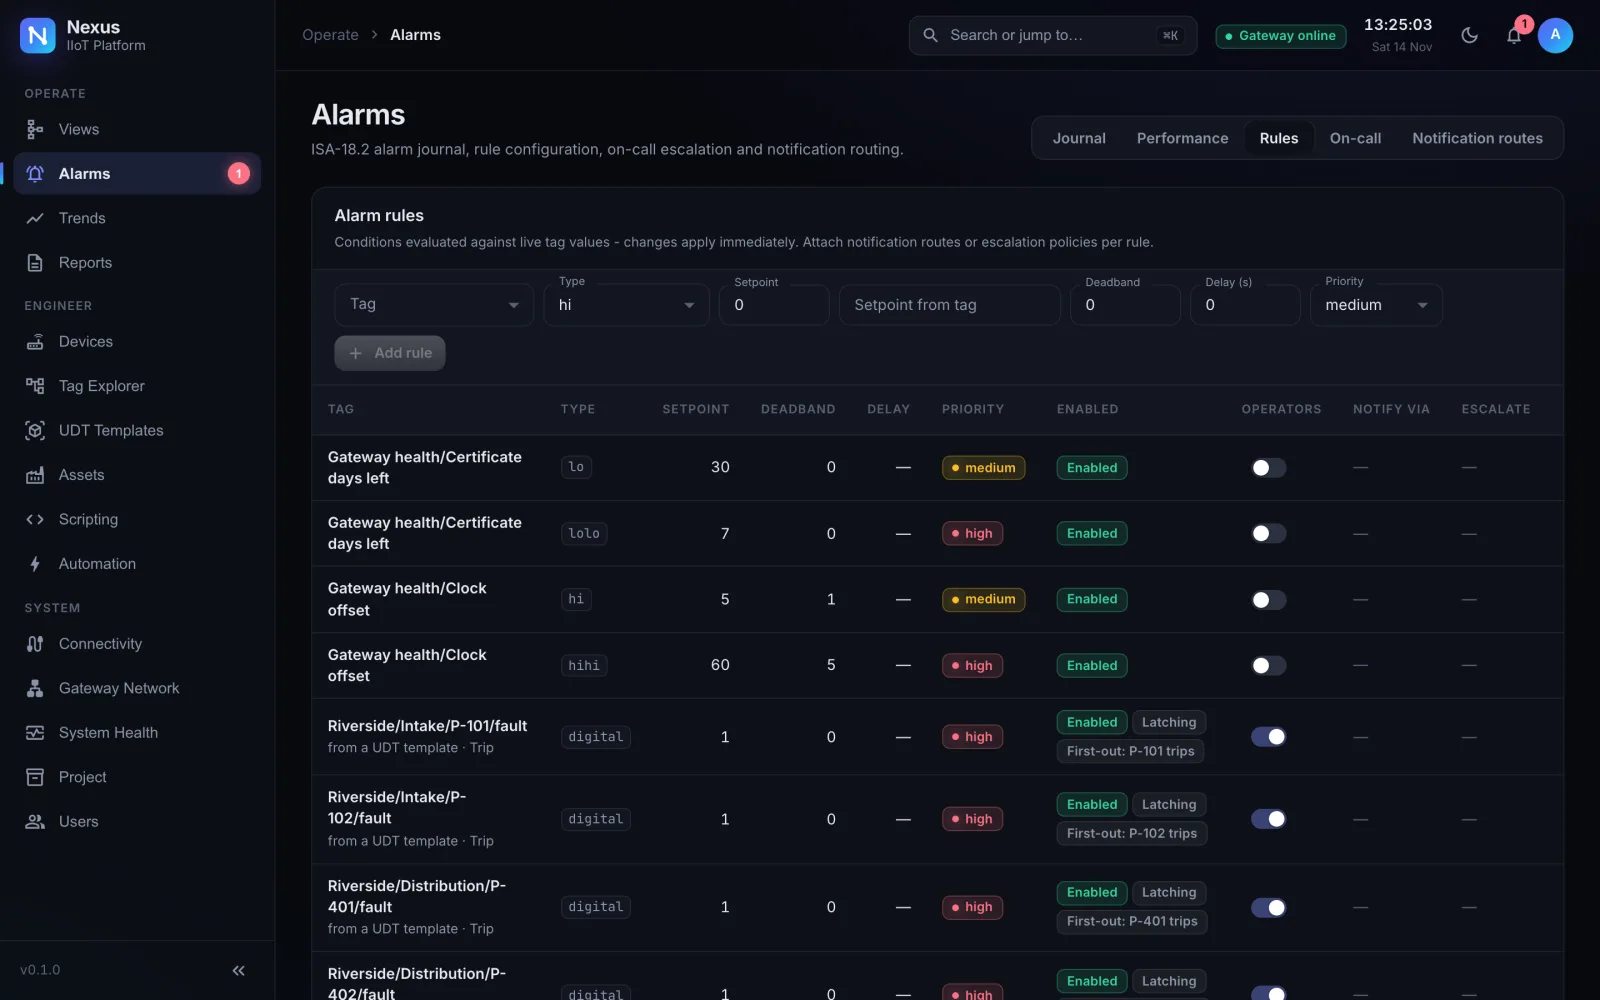 Nexus
IIoT Platform
OPERATE
Views
Alarms
1
Trends
Reports
ENGINEER
Devices
Tag Explorer
UDT Templates
Assets
Scripting
Automation
SYSTEM
Connectivity
Gateway Network
System Health
Project
Users
v0.1.0
Operate > Alarms
Search or jump to… ⌘K
Gateway online
13:25:03
Sat 14 Nov
1
A
Alarms
ISA-18.2 alarm journal, rule configuration, on-call escalation and notification routing.
Journal Performance Rules On-call Notification routes
Alarm rules
Conditions evaluated against live tag values - changes apply immediately. Attach notification routes or escalation policies per rule.
Type Setpoint Deadband Delay (s) Priority
Tag hi 0 Setpoint from tag 0 0 medium
+ Add rule
TAG TYPE SETPOINT DEADBAND DELAY PRIORITY ENABLED OPERATORS NOTIFY VIA ESCALATE
Gateway health/Certificate
days left
lo 30 0 — medium Enabled — —
Gateway health/Certificate
days left
lolo 7 0 — high Enabled — —
Gateway health/Clock
offset
hi 5 1 — medium Enabled — —
Gateway health/Clock
offset
hihi 60 5 — high Enabled — —
Riverside/Intake/P-101/fault
from a UDT template · Trip
digital 1 0 — high Enabled Latching — —
First-out: P-101 trips
Riverside/Intake/P-
102/fault
from a UDT template · Trip
digital 1 0 — high Enabled Latching — —
First-out: P-102 trips
Riverside/Distribution/P-
401/fault
from a UDT template · Trip
digital 1 0 — high Enabled Latching — —
First-out: P-401 trips
Riverside/Distribution/P-
402/fault
digital 1 0 — high Enabled Latching — —